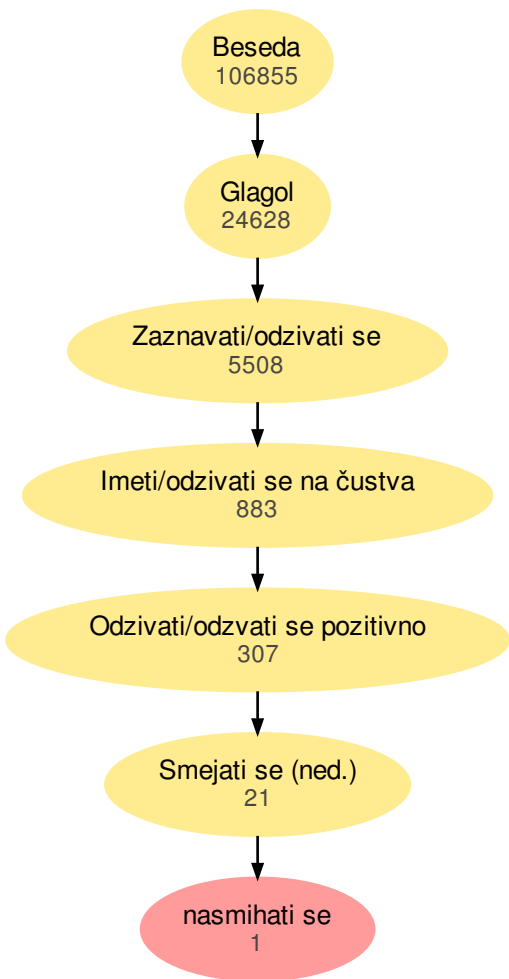 Beseda
106855
Glagol
24628
Zaznavati/odzivati se
5508
Imeti/odzivati se na čustva
883
Odzivati/odzvati se pozitivno
307
Smejati se (ned.)
21
nasmihati se
1